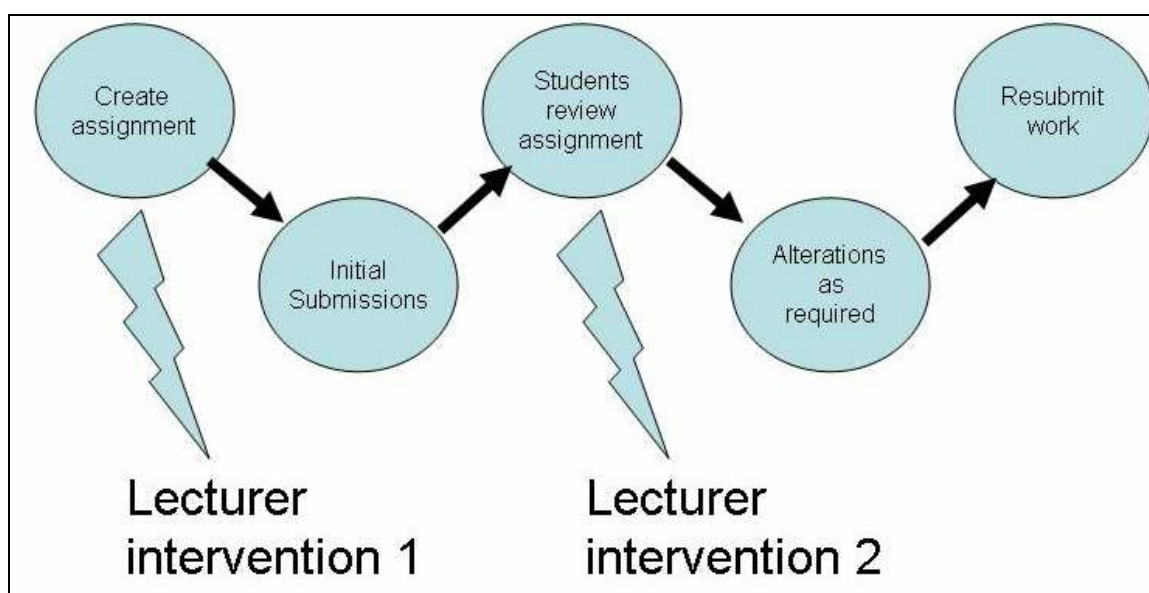 Create
assignment
Initial
Submissions
Students
review
assignment
Alterations
as
required
Resubmit
work
Lecturer
intervention 1
Lecturer
intervention 2